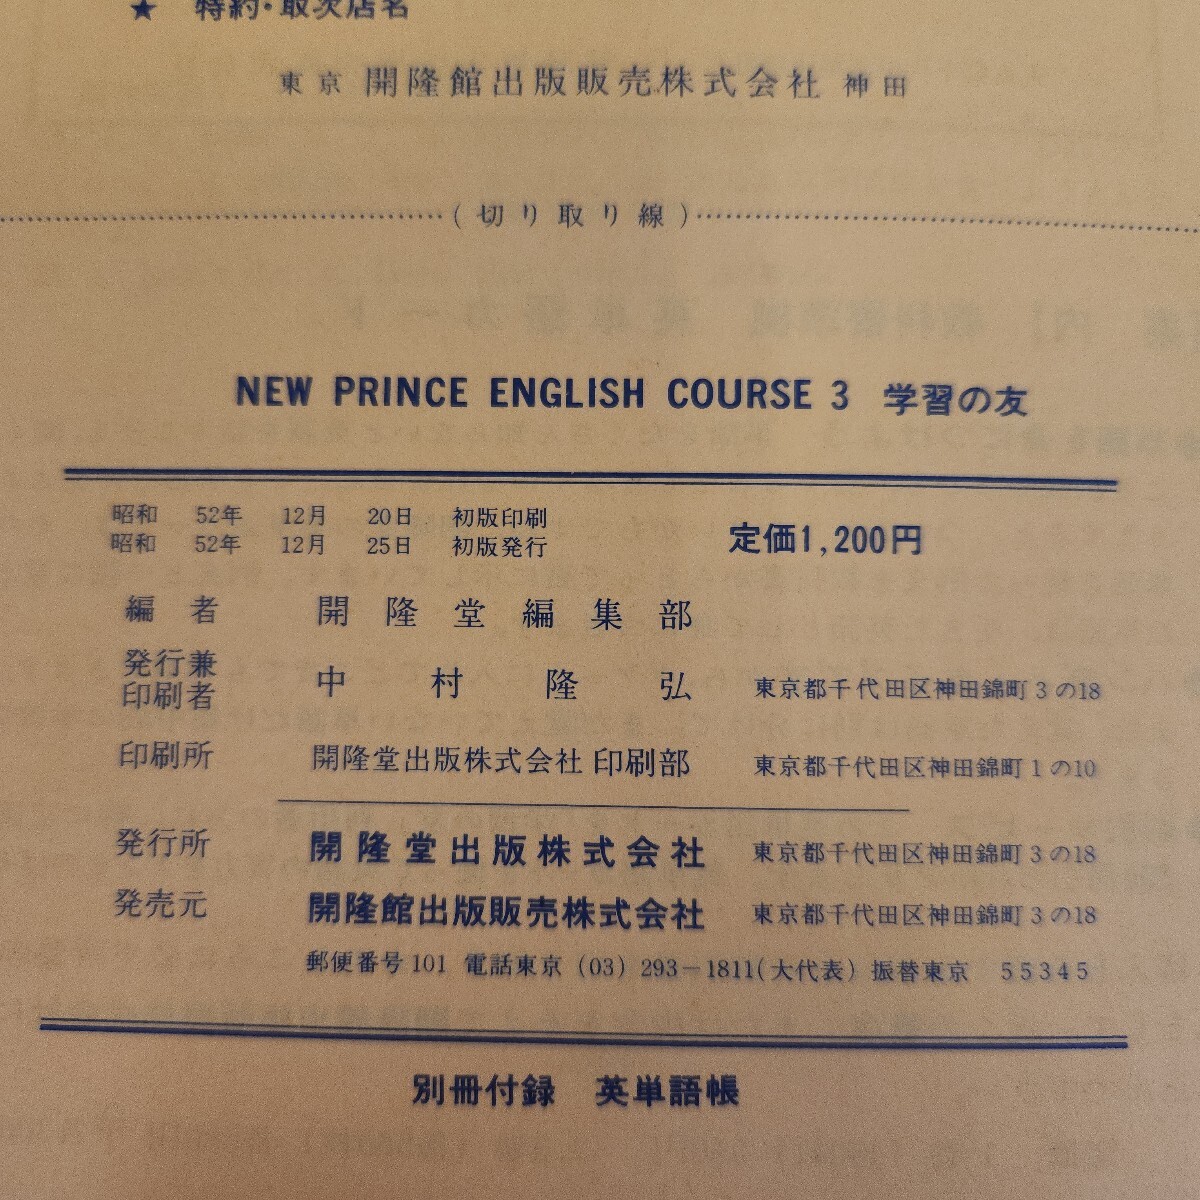 ★ 特約・取次店名
東京 開隆館出版販売株式会社 神田
(切り取り線)
NEW PRINCE ENGLISH COURSE 3 学習の友
昭和 52年 12月 20日 初版印刷
昭和 52年 12月 25日 初版発行
定価1,200円
編者 開隆堂編集部
発行兼
印刷者 中村隆弘 東京都千代田区神田錦町3の18
印刷所 開隆堂出版株式会社 印刷部 東京都千代田区神田錦町1の10
発行所 開隆堂出版株式会社 東京都千代田区神田錦町3の18
発売元 開隆館出版販売株式会社 東京都千代田区神田錦町3の18
郵便番号101 電話東京 (03) 293-1811(大代表) 振替東京 55345
別冊付録 英単語帳